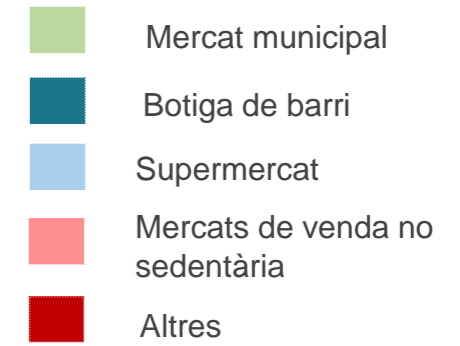 Mercat municipal
Botiga de barri
Supermercat
Mercats de venda no
sedentària
Altres